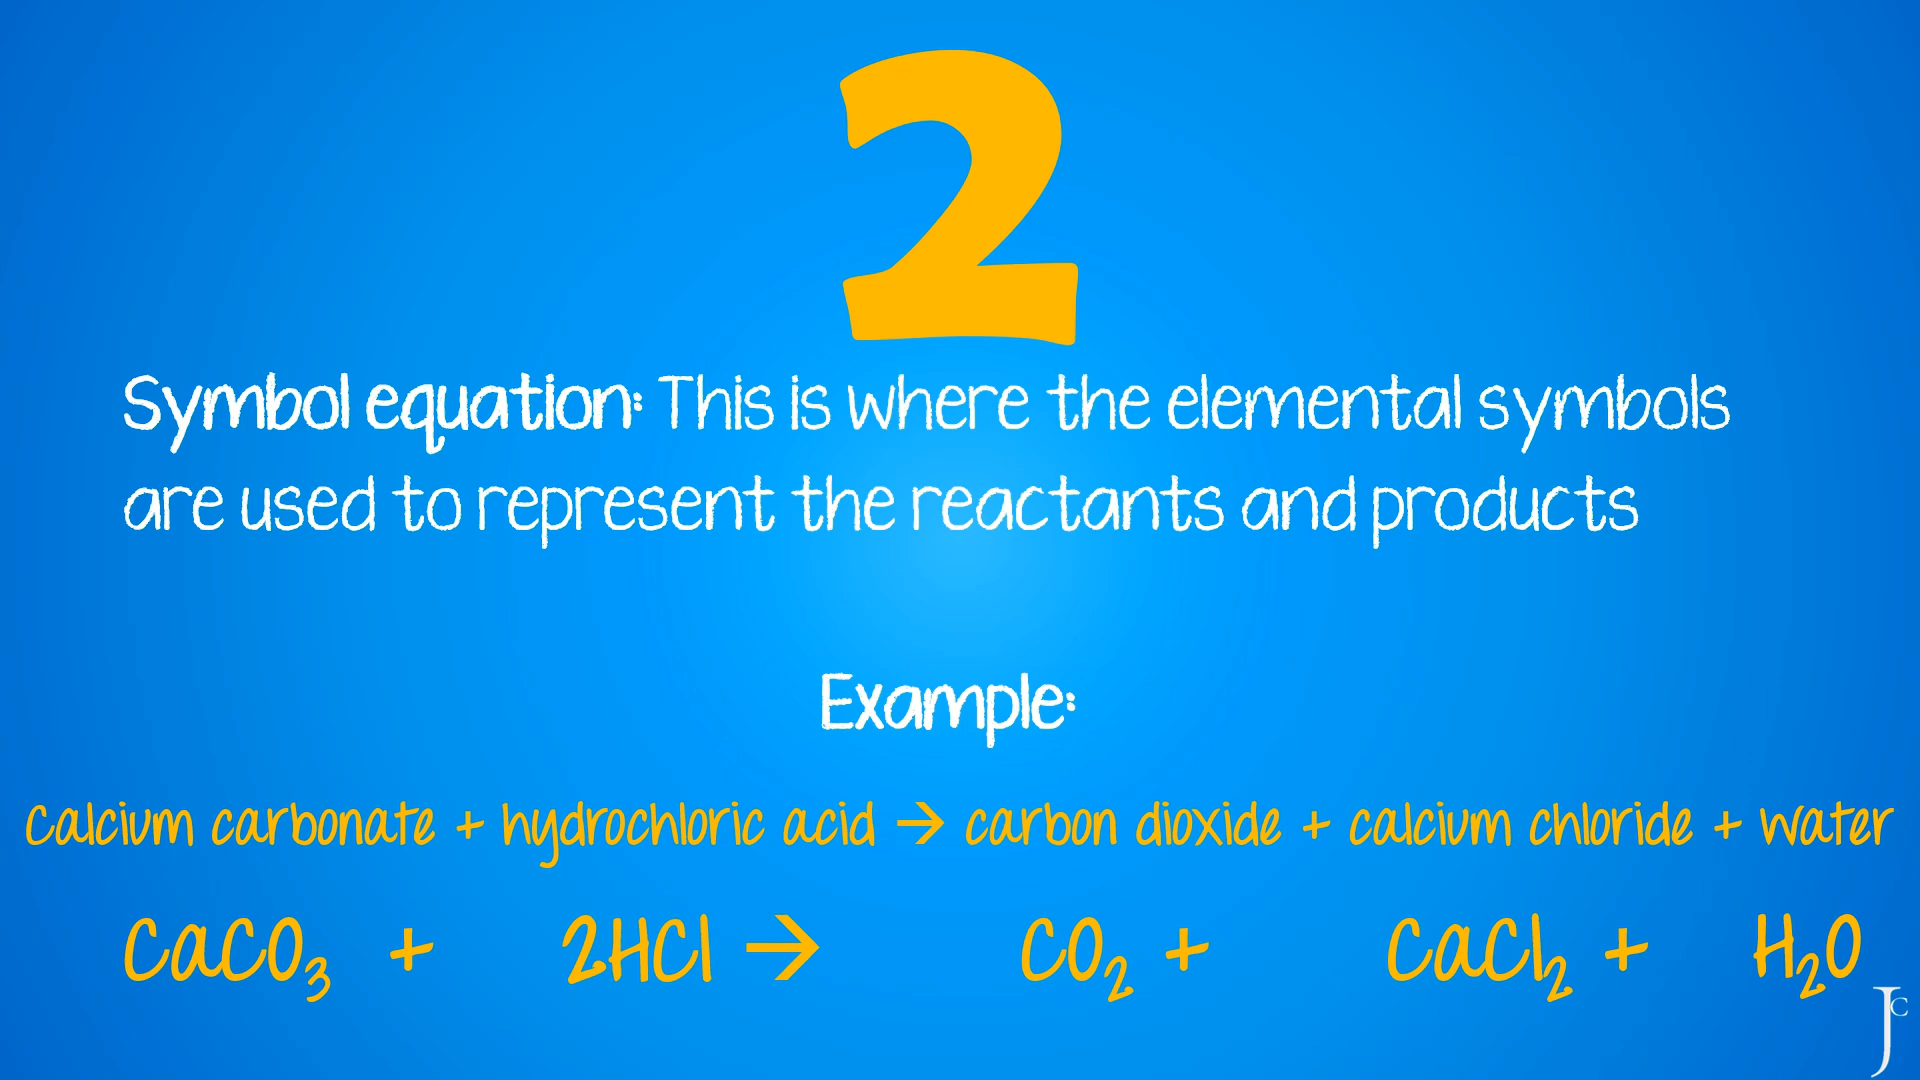 2
Symbol equation: This is where the elemental symbols
are used to represent the reactants and products
Example:
Calcium carbonate + hydrochloric acid → carbon dioxide + calcium chloride + water
CaCO₃ + 2HCl → CO₂ + CaCl₂ + H₂O
JC